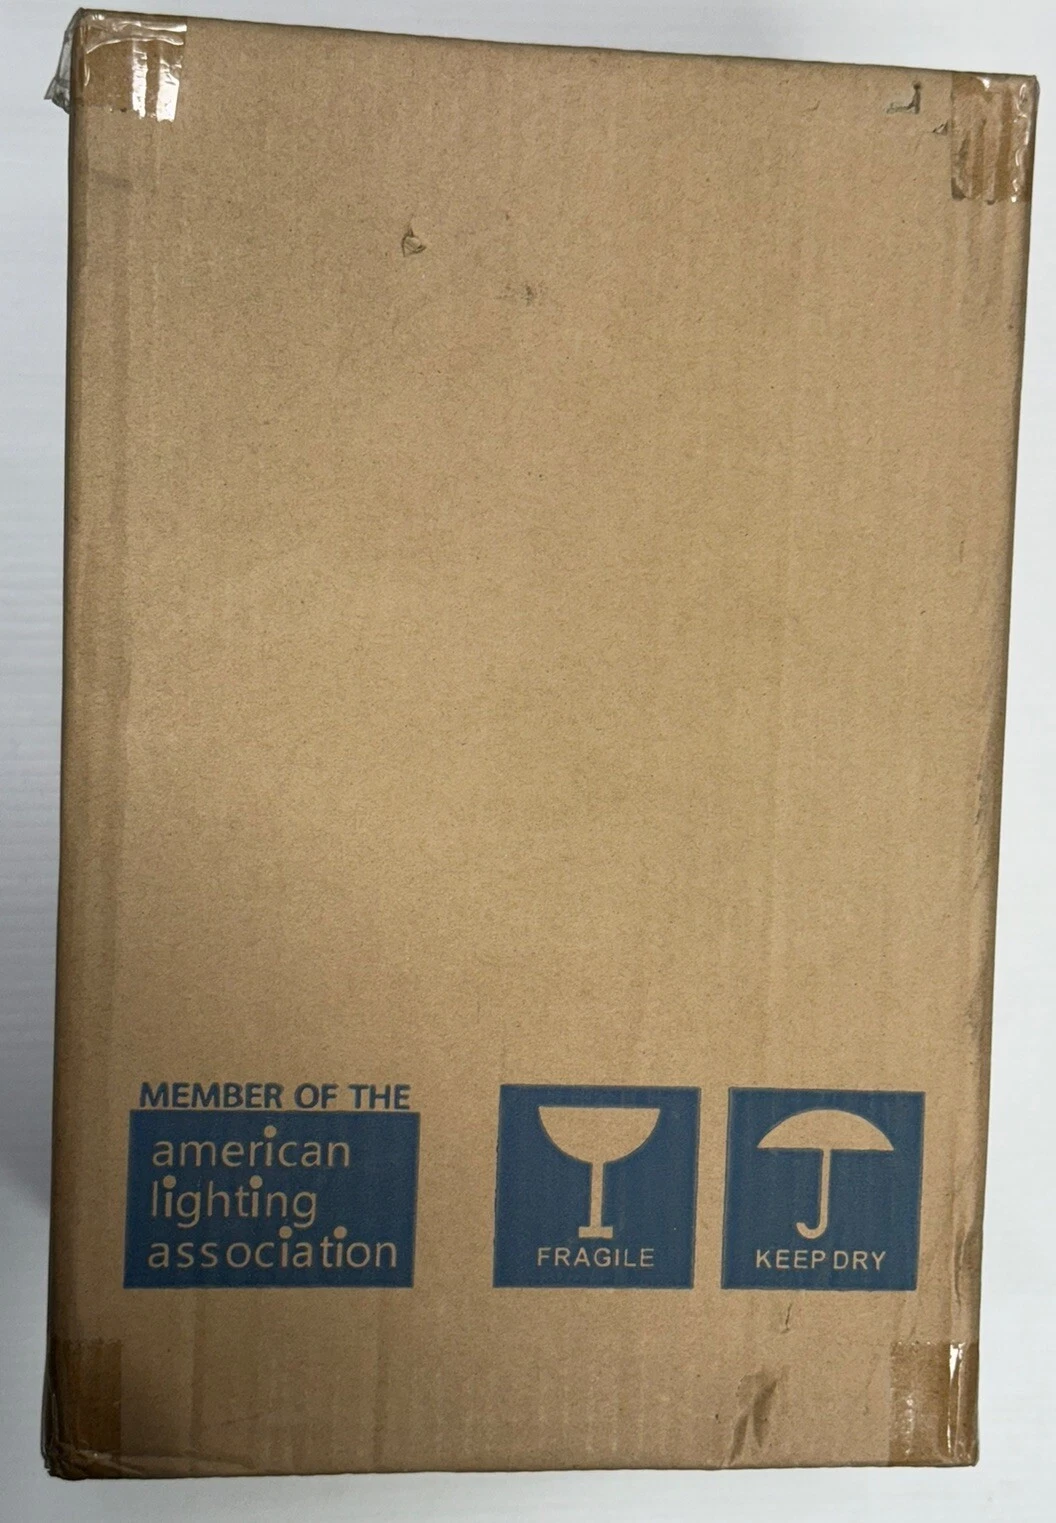 MEMBER OF THE
american
lighting
association
FRAGILE
KEEP DRY